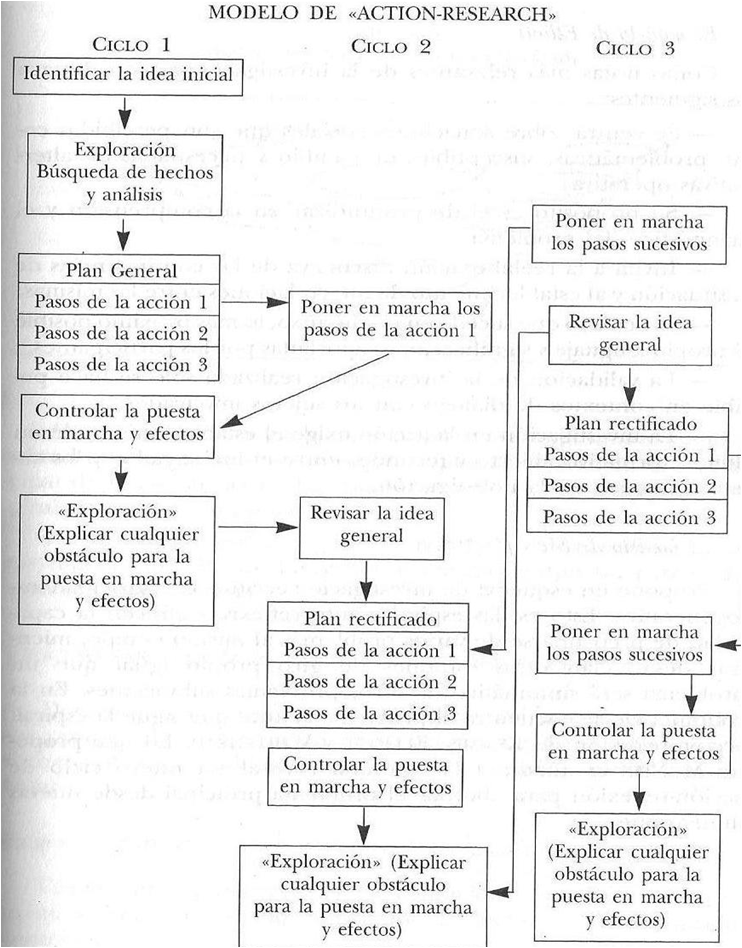 MODELO DE «ACTION-RESEARCH»
CICLO 1
CICLO 2
CICLO 3
Identificar la idea inicial
Exploración
Búsqueda de hechos
y análisis
Plan General
Pasos de la acción 1
Pasos de la acción 2
Pasos de la acción 3
Poner en marcha los
pasos de la acción 1
Controlar la puesta
en marcha y efectos
«Exploración»
(Explicar cualquier
obstáculo para la
puesta en marcha
y efectos)
Revisar la idea
general
Plan rectificado
Pasos de la acción 1
Pasos de la acción 2
Pasos de la acción 3
Controlar la puesta
en marcha y efectos
«Exploración» (Explicar
cualquier obstáculo
para la puesta en marcha
y efectos)
Poner en marcha
los pasos sucesivos
Revisar la idea
general
Plan rectificado
Pasos de la acción 1
Pasos de la acción 2
Pasos de la acción 3
Poner en marcha
los pasos sucasivos
Controlar la puesta
en marcha y efectos
«Exploración»
(Explicar cualquier
obstáculo para la
puesta en marcha
y efectos)